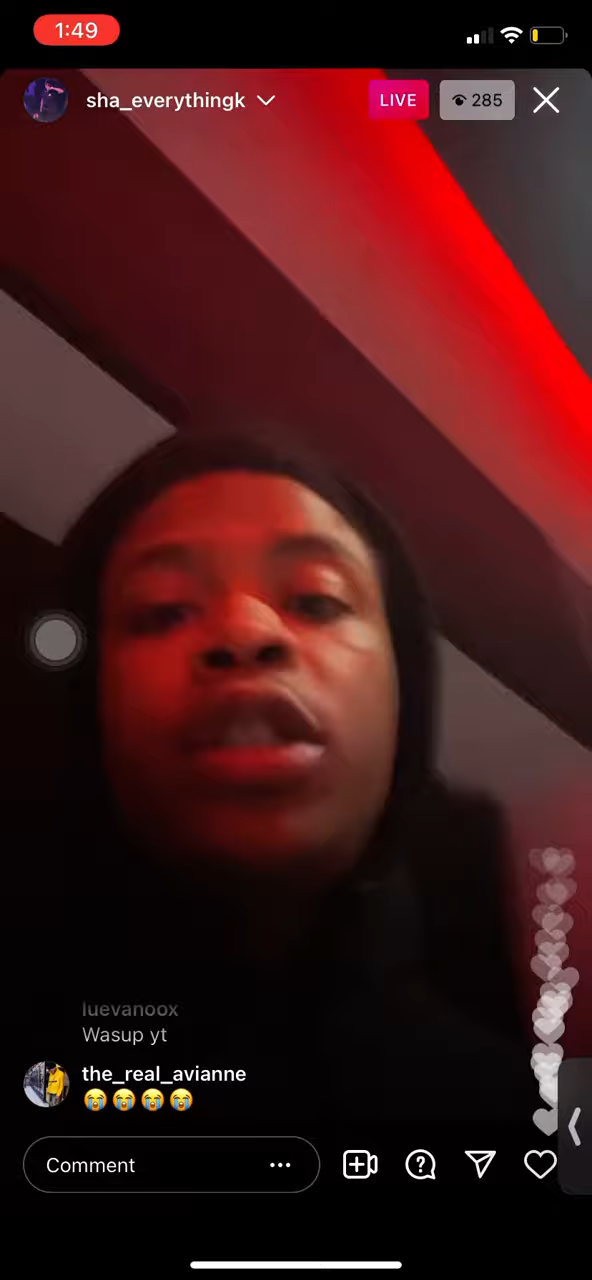 1:49
sha_everythingk
LIVE
285
luevanoox
Wasup yt
the_real_avianne
😭😭😭😭
Comment